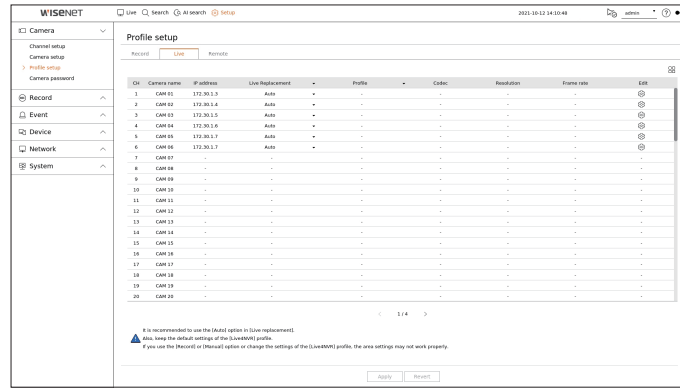 WISENET
Live Search AI search Setup 2021-10-12 14:10:48 admin ?
Camera
Channel setup
Camera setup
> Profile setup
Camera password
Record
Event
Device
Network
System
Profile setup
Record Live Remote
CH Camera name IP address Live Replacement Profile Codec Resolution Frame rate Edit
1 CAM 01 172.30.1.3 Auto - - - -
2 CAM 02 172.30.1.4 Auto - - - -
3 CAM 03 172.30.1.5 Auto - - - -
4 CAM 04 172.30.1.6 Auto - - - -
5 CAM 05 172.30.1.7 Auto - - - -
6 CAM 06 172.30.1.7 Auto - - - -
7 CAM 07 - - - - - - -
8 CAM 08 - - - - - - -
9 CAM 09 - - - - - - -
10 CAM 10 - - - - - - -
11 CAM 11 - - - - - - -
12 CAM 12 - - - - - - -
13 CAM 13 - - - - - - -
14 CAM 14 - - - - - - -
15 CAM 15 - - - - - - -
16 CAM 16 - - - - - - -
17 CAM 17 - - - - - - -
18 CAM 18 - - - - - - -
19 CAM 19 - - - - - - -
20 CAM 20 - - - - - - -
< 1 / 4 >
It is recommended to use the [Auto] option in [Live replacement].
Also, keep the default settings of the [Live4NVR] profile.
If you use the [Record] or [Manual] option or change the settings of the [Live4NVR] profile, the area settings may not work properly.
Apply Revert